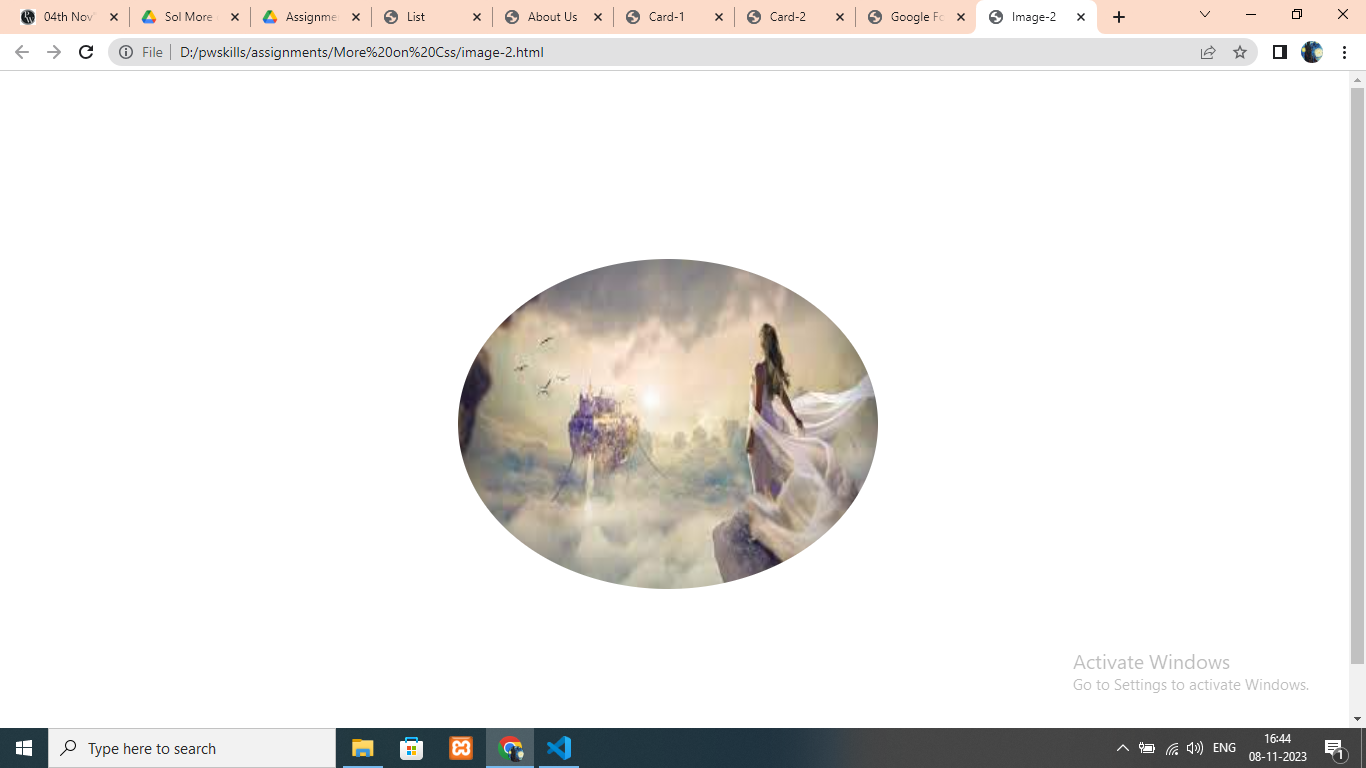 04th Nov'
Sol More
Assignme
List
About Us
Card-1
Card-2
Google Fo
Image-2
File
D:/pwskills/assignments/More%20on%20Css/image-2.html
Activate Windows
Go to Settings to activate Windows.
Type here to search
ENG
16:44
08-11-2023
1